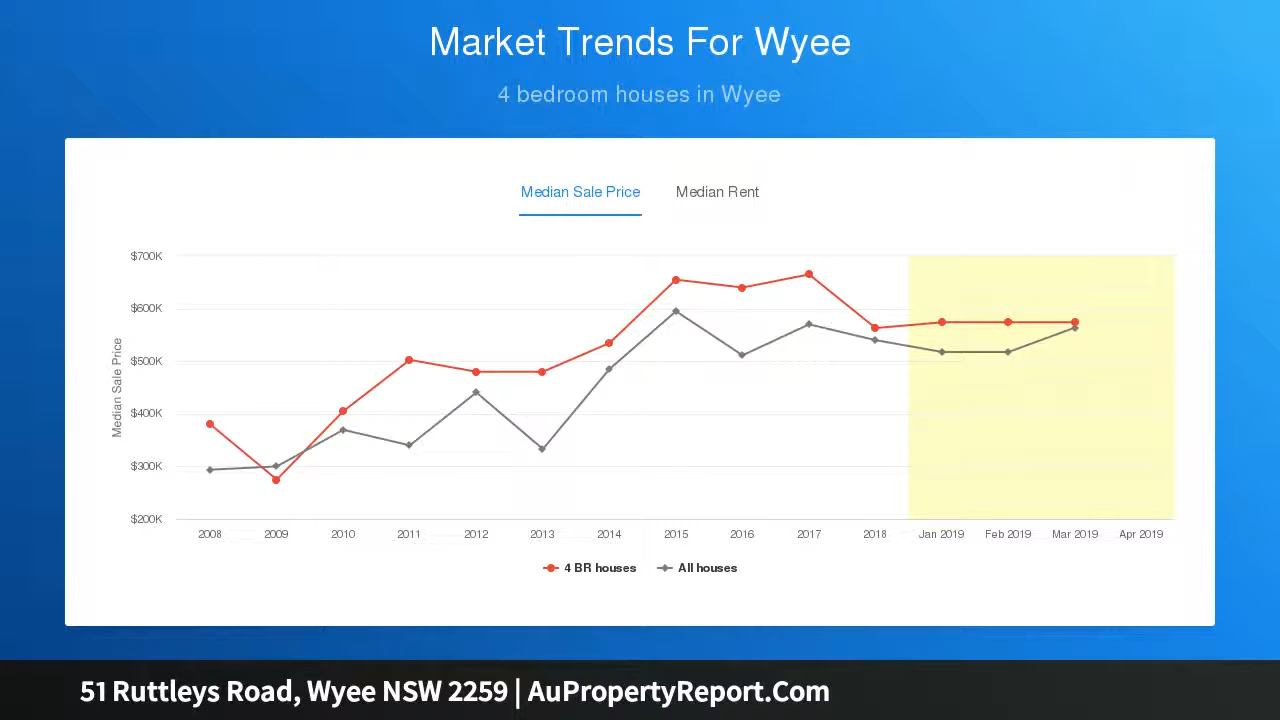 Market Trends For Wyee
4 bedroom houses in Wyee
Median Sale Price Median Rent
$700K
$600K
$500K
$400K
$300K
$200K
Median Sale Price
2008 2009 2010 2011 2012 2013 2014 2015 2016 2017 2018 Jan 2019 Feb 2019 Mar 2019 Apr 2019
4 BR houses All houses
51 Ruttleys Road, Wyee NSW 2259 | AuPropertyReport.Com